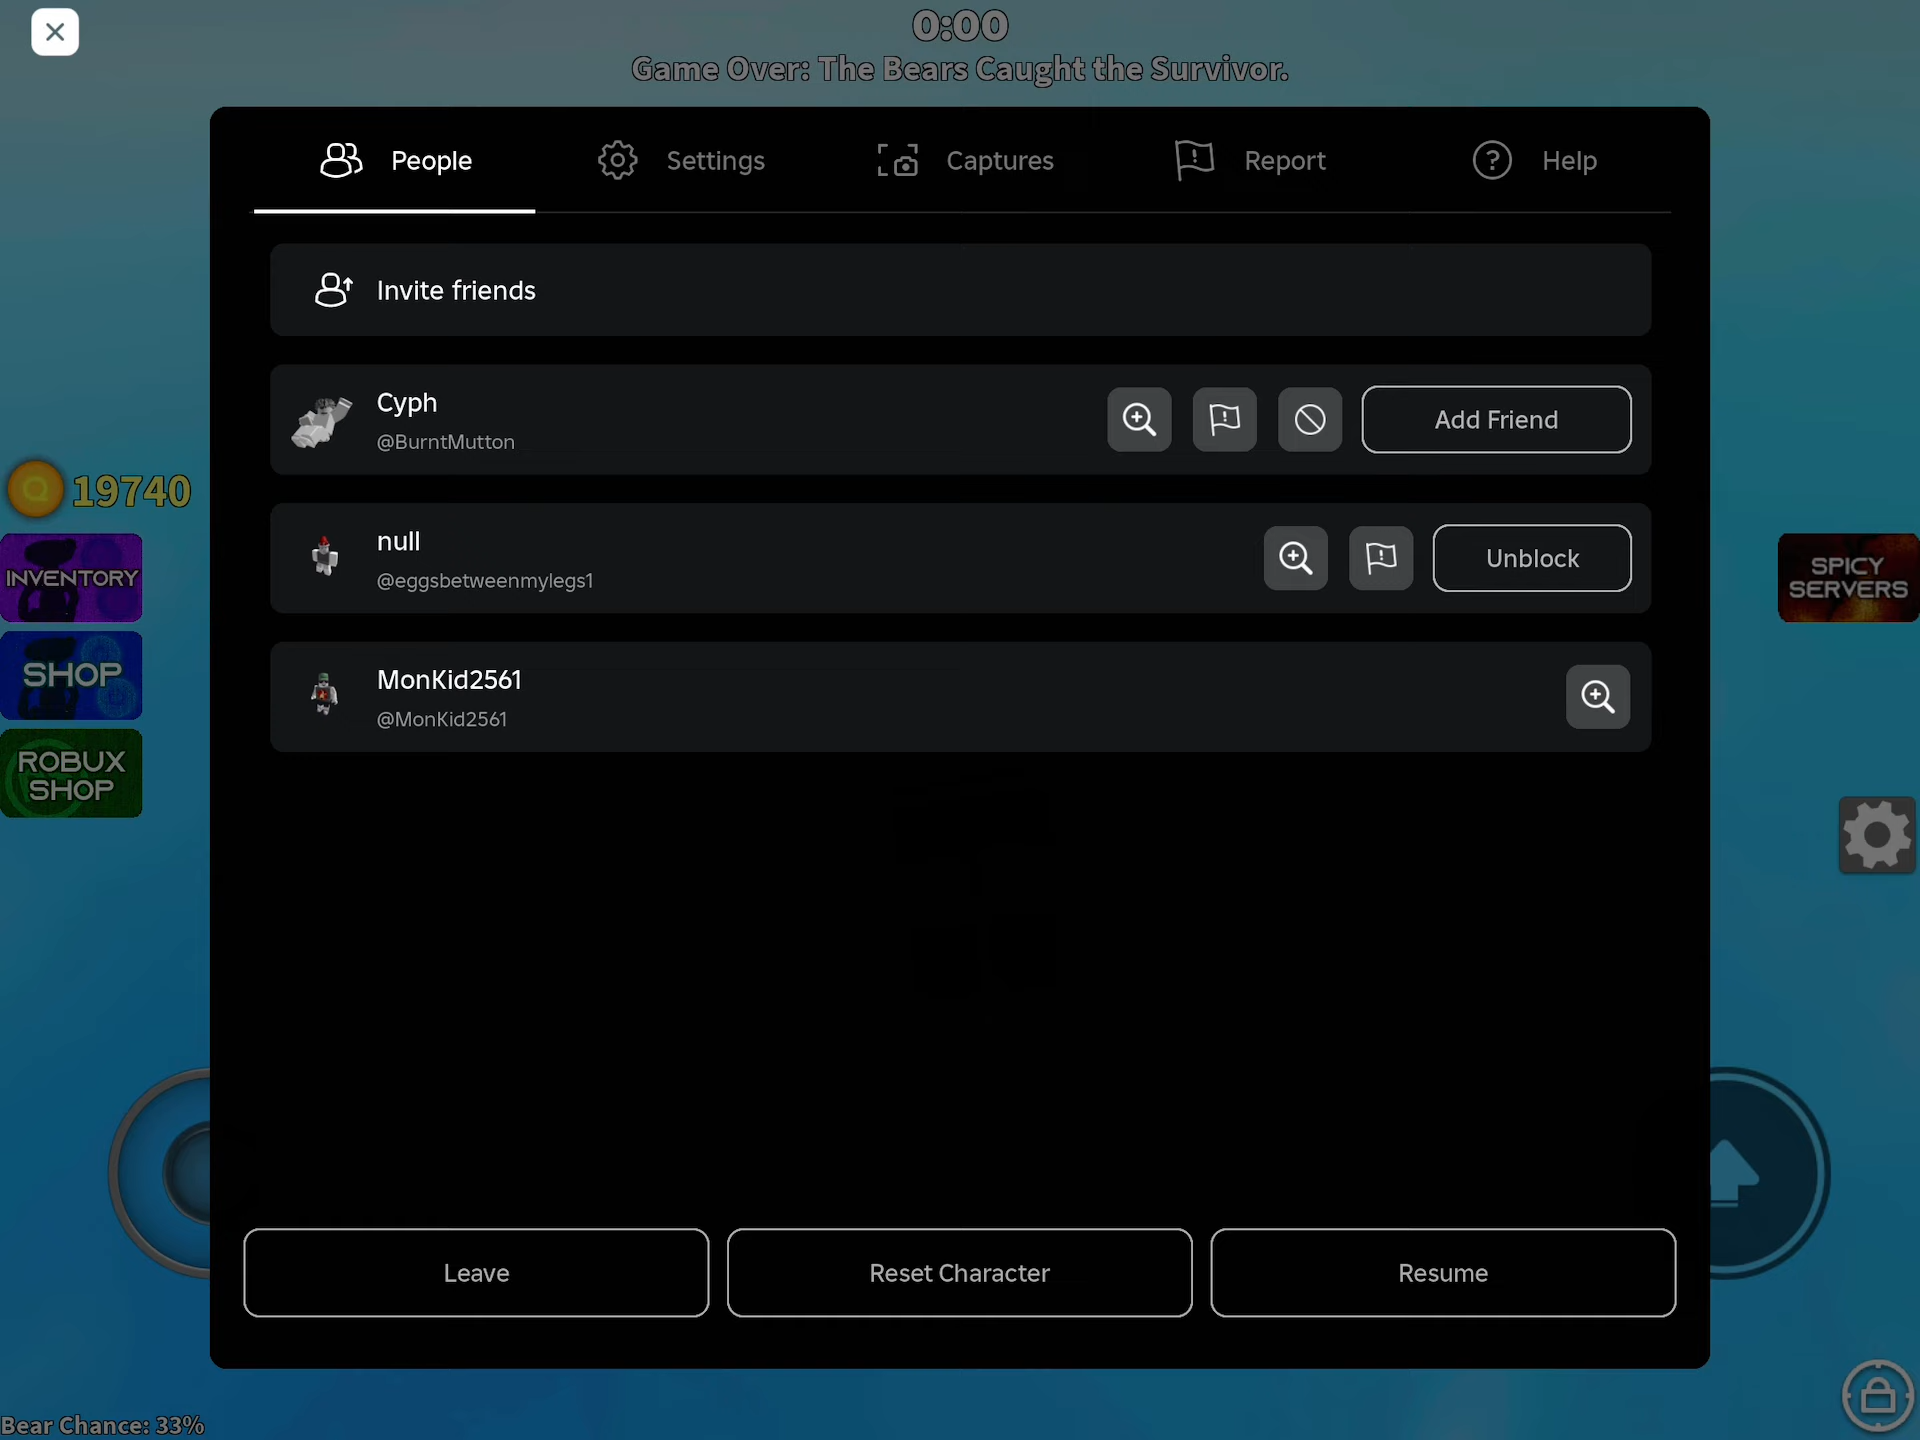 0:00
Game Over: The Bears Caught the Survivor.
People
Settings
Captures
Report
Help
Invite friends
Cyph
@BurntMutton
Add Friend
19740
null
@eggsbetweenmylegs1
Unblock
INVENTORY
SPICY
SERVERS
SHOP
MonKid2561
@MonKid2561
ROBUX
SHOP
Leave
Reset Character
Resume
Bear Chance: 33%